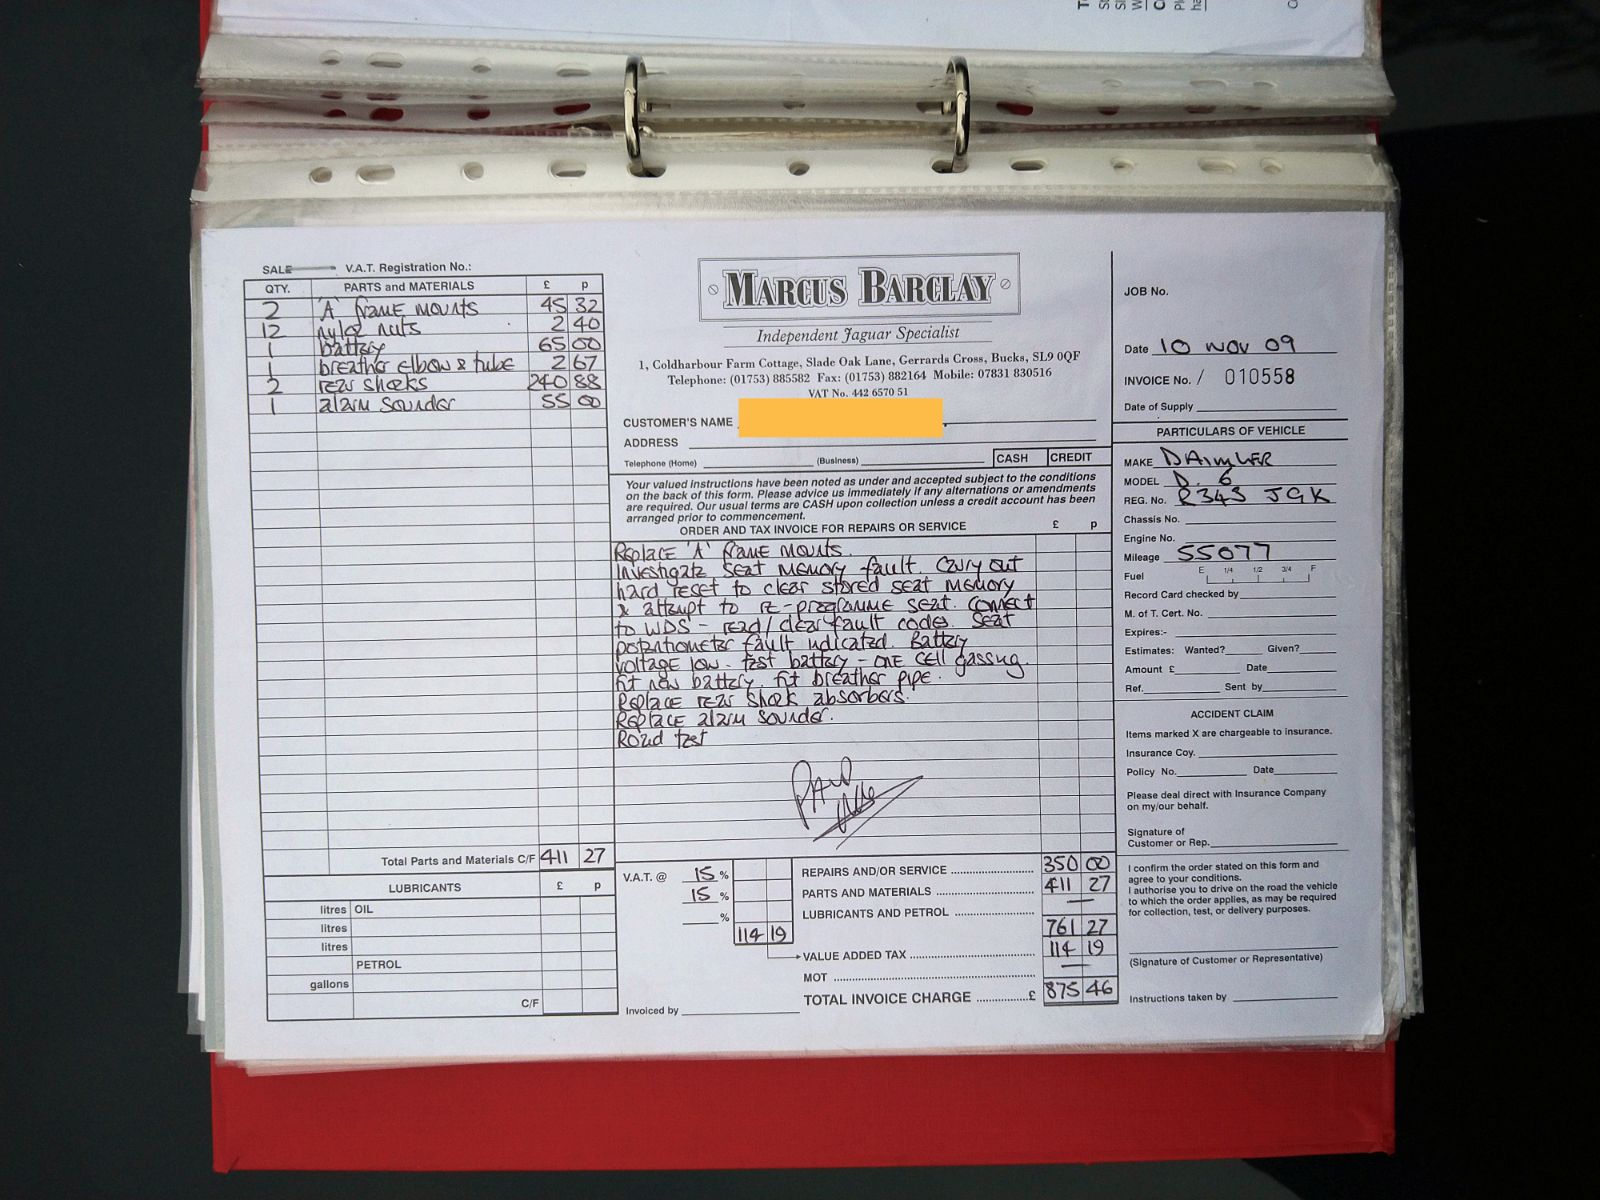 SALE V.A.T. Registration No.:
QTY. PARTS and MATERIALS £ p
2 'A' frame mounts 45 32
12 nyloc nuts 2 40
1 battery 65 00
1 breather elbow & tube 2 67
2 rear shocks 240 88
1 alarm sounder 55 00
Total Parts and Materials C/F 411 27
LUBRICANTS £ p
litres OIL
litres
litres
PETROL
gallons
C/F
MARCUS BARCLAY
Independent Jaguar Specialist
1, Coldharbour Farm Cottage, Slade Oak Lane, Gerrards Cross, Bucks, SL9 0QF
Telephone: (01753) 885582 Fax: (01753) 882164 Mobile: 07831 830516
VAT No. 442 6570 51
CUSTOMER'S NAME
ADDRESS
Telephone (Home) (Business) CASH CREDIT
Your valued instructions have been noted as under and accepted subject to the conditions
on the back of this form. Please advise us immediately if any alternations or amendments
are required. Our usual terms are CASH upon collection unless a credit account has been
arranged prior to commencement.
ORDER AND TAX INVOICE FOR REPAIRS OR SERVICE £ p
Replace 'A' frame mounts.
Investigate seat memory fault. Carry out
hard reset to clear stored seat memory
& attempt to re-programme seat. Connect
to WDS - read/clear fault codes. Seat
potentiometer fault indicated. Battery
voltage low - test battery - one cell gassing.
fit new battery. fit breather pipe.
Replace rear shock absorbers.
Replace alarm sounder.
Road test
V.A.T. @ 15 %
15 %
%
114 19
REPAIRS AND/OR SERVICE 350 00
PARTS AND MATERIALS 411 27
LUBRICANTS AND PETROL —
761 27
VALUE ADDED TAX 114 19
MOT —
TOTAL INVOICE CHARGE £ 875 46
Invoiced by
JOB No.
Date 10 NOV 09
INVOICE No. / 010558
Date of Supply
PARTICULARS OF VEHICLE
MAKE DAIMLER
MODEL D. 6
REG. No. R343 JGK
Chassis No.
Engine No.
Mileage 55077
Fuel E 1/4 1/2 3/4 F
Record Card checked by
M. of T. Cert. No.
Expires:-
Estimates: Wanted? Given?
Amount £ Date
Ref. Sent by
ACCIDENT CLAIM
Items marked X are chargeable to insurance.
Insurance Coy.
Policy No. Date
Please deal direct with Insurance Company
on my/our behalf.
Signature of
Customer or Rep.
I confirm the order stated on this form and
agree to your conditions.
I authorise you to drive on the road the vehicle
to which the order applies, as may be required
for collection, test, or delivery purposes.
(Signature of Customer or Representative)
Instructions taken by